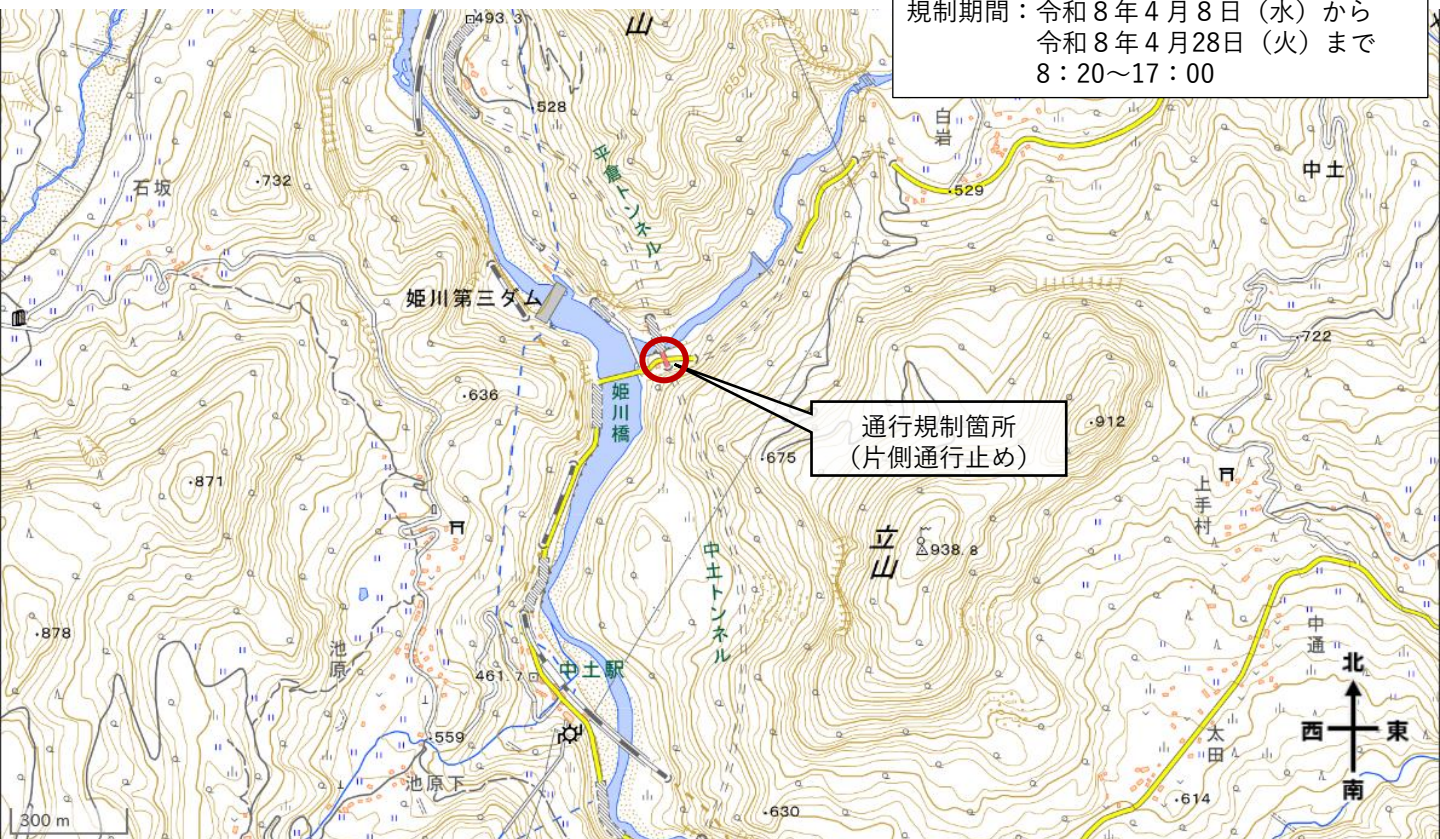 規制期間：令和８年４月８日（水）から
令和８年４月28日（火）まで
８：20～17：00
493.3
山
650
528
白岩
平倉トンネル
中土
732
石坂
529
姫川第三ダム
722
636
姫川橋
通行規制箇所
（片側通行止め）
912
675
871
上手村
立山
938.8
中土トンネル
878
池原
中通
北
461.7
中土駅
西
東
559
太田
池原下
南
614
630
300 m